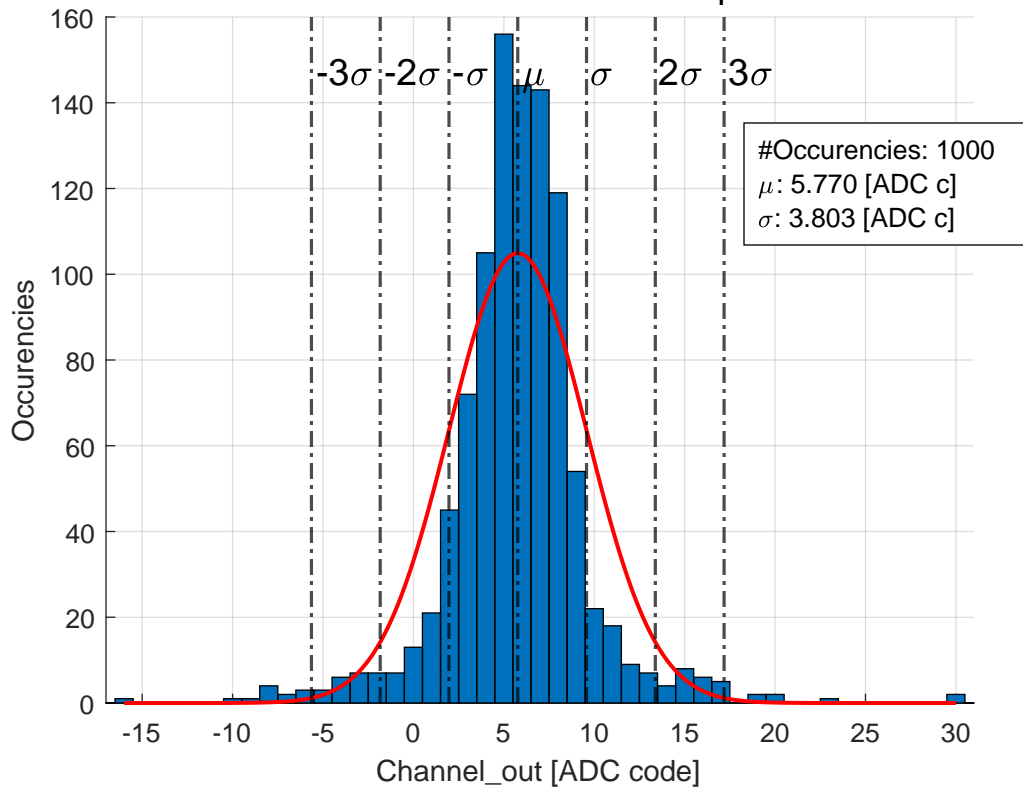 160
140
120
100
80
60
40
20
0
Occurencies
-3σ -2σ -σ μ σ 2σ 3σ
#Occurencies: 1000
μ: 5.770 [ADC c]
σ: 3.803 [ADC c]
-15 -10 -5 0 5 10 15 20 25 30
Channel_out [ADC code]